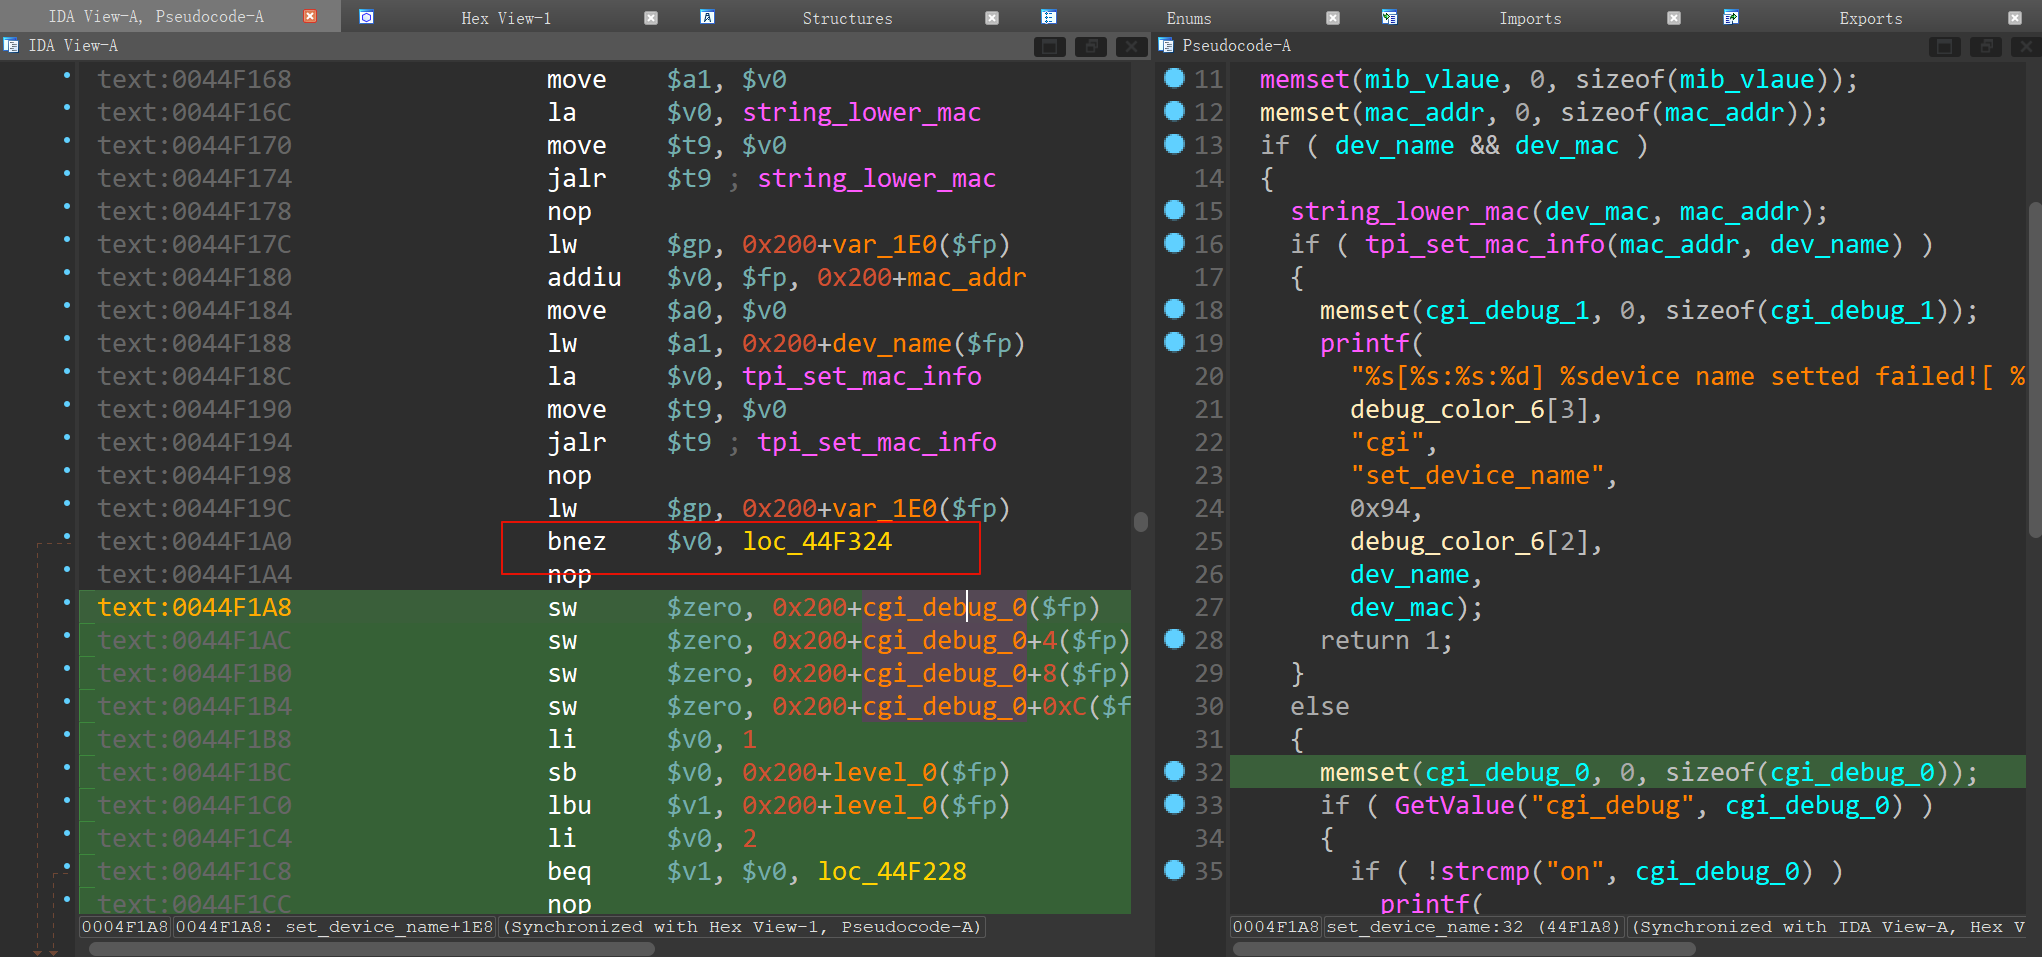 IDA View-A, Pseudocode-A
Hex View-1
Structures
Enums
Imports
Exports
IDA View-A
text:0044F168 move $a1, $v0
text:0044F16C la $v0, string_lower_mac
text:0044F170 move $t9, $v0
text:0044F174 jalr $t9 ; string_lower_mac
text:0044F178 nop
text:0044F17C lw $gp, 0x200+var_1E0($fp)
text:0044F180 addiu $v0, $fp, 0x200+mac_addr
text:0044F184 move $a0, $v0
text:0044F188 lw $a1, 0x200+dev_name($fp)
text:0044F18C la $v0, tpi_set_mac_info
text:0044F190 move $t9, $v0
text:0044F194 jalr $t9 ; tpi_set_mac_info
text:0044F198 nop
text:0044F19C lw $gp, 0x200+var_1E0($fp)
text:0044F1A0 bnez $v0, loc_44F324
text:0044F1A4 nop
text:0044F1A8 sw $zero, 0x200+cgi_debug_0($fp)
text:0044F1AC sw $zero, 0x200+cgi_debug_0+4($fp)
text:0044F1B0 sw $zero, 0x200+cgi_debug_0+8($fp)
text:0044F1B4 sw $zero, 0x200+cgi_debug_0+0xC($f
text:0044F1B8 li $v0, 1
text:0044F1BC sb $v0, 0x200+level_0($fp)
text:0044F1C0 lbu $v1, 0x200+level_0($fp)
text:0044F1C4 li $v0, 2
text:0044F1C8 beq $v1, $v0, loc_44F228
text:0044F1CC nop
0004F1A8 0044F1A8: set_device_name+1E8 (Synchronized with Hex View-1, Pseudocode-A)
Pseudocode-A
11 memset(mib_vlaue, 0, sizeof(mib_vlaue));
12 memset(mac_addr, 0, sizeof(mac_addr));
13 if ( dev_name && dev_mac )
14 {
15 string_lower_mac(dev_mac, mac_addr);
16 if ( tpi_set_mac_info(mac_addr, dev_name) )
17 {
18 memset(cgi_debug_1, 0, sizeof(cgi_debug_1));
19 printf(
20 "%s[%s:%s:%d] %sdevice name setted failed![ %
21 debug_color_6[3],
22 "cgi",
23 "set_device_name",
24 0x94,
25 debug_color_6[2],
26 dev_name,
27 dev_mac);
28 return 1;
29 }
30 else
31 {
32 memset(cgi_debug_0, 0, sizeof(cgi_debug_0));
33 if ( GetValue("cgi_debug", cgi_debug_0) )
34 {
35 if ( !strcmp("on", cgi_debug_0) )
printf(
0004F1A8 set_device_name:32 (44F1A8) (Synchronized with IDA View-A, Hex V